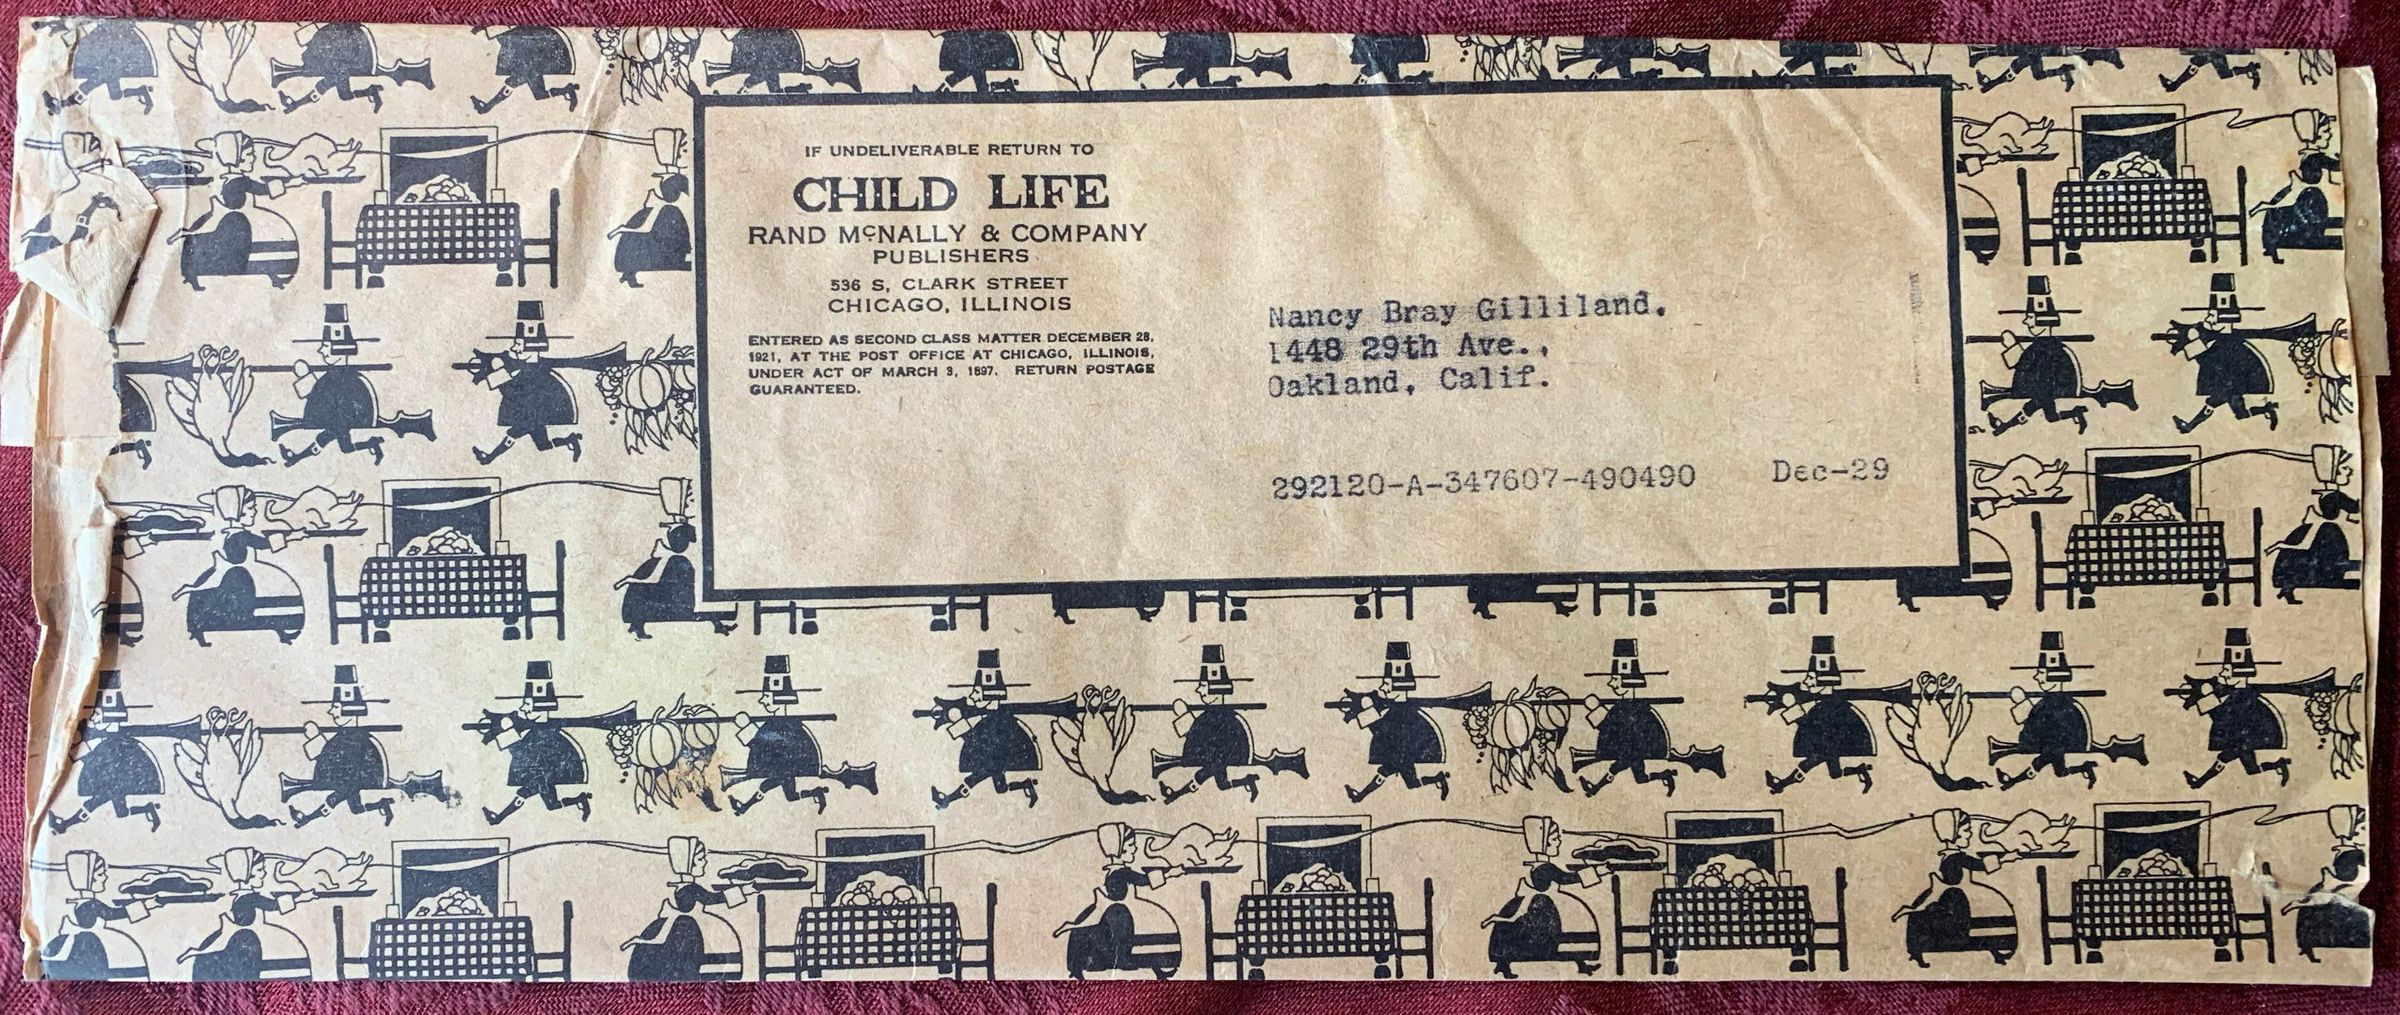 IF UNDELIVERABLE RETURN TO
CHILD LIFE
RAND McNALLY & COMPANY
PUBLISHERS
536 S, CLARK STREET
CHICAGO, ILLINOIS
ENTERED AS SECOND CLASS MATTER DECEMBER 28,
1921, AT THE POST OFFICE AT CHICAGO, ILLINOIS,
UNDER ACT OF MARCH 3, 1897. RETURN POSTAGE
GUARANTEED.
Nancy Bray Gilliland.
1448 29th Ave.,
Oakland, Calif.
292120-A-347607-490490 Dec-29